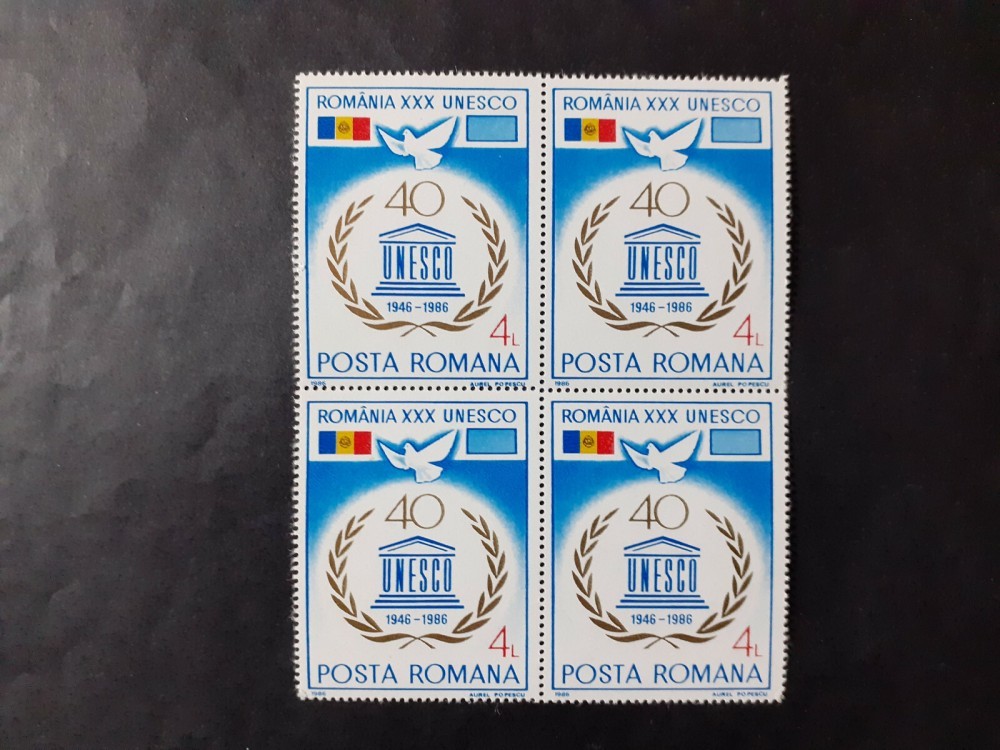 ROMÂNIA XXX UNESCO
40
UNESCO
1946-1986
4L
POSTA ROMANA
1986 AUREL POPESCU
ROMÂNIA XXX UNESCO
40
UNESCO
1946-1986
4L
POSTA ROMANA
1986 AUREL POPESCU
ROMÂNIA XXX UNESCO
40
UNESCO
1946-1986
4L
POSTA ROMANA
1986 AUREL POPESCU
ROMÂNIA XXX UNESCO
40
UNESCO
1946-1986
4L
POSTA ROMANA
1986 AUREL POPESCU